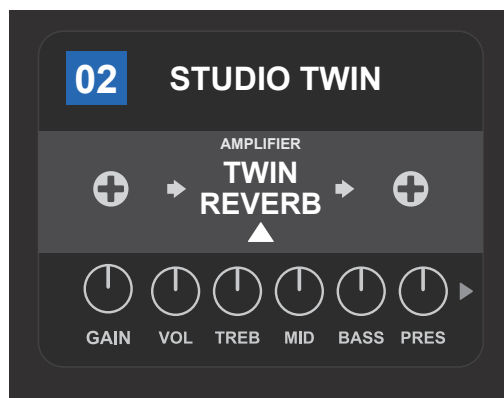 02 STUDIO TWIN
AMPLIFIER
TWIN
REVERB
GAIN VOL TREB MID BASS PRES